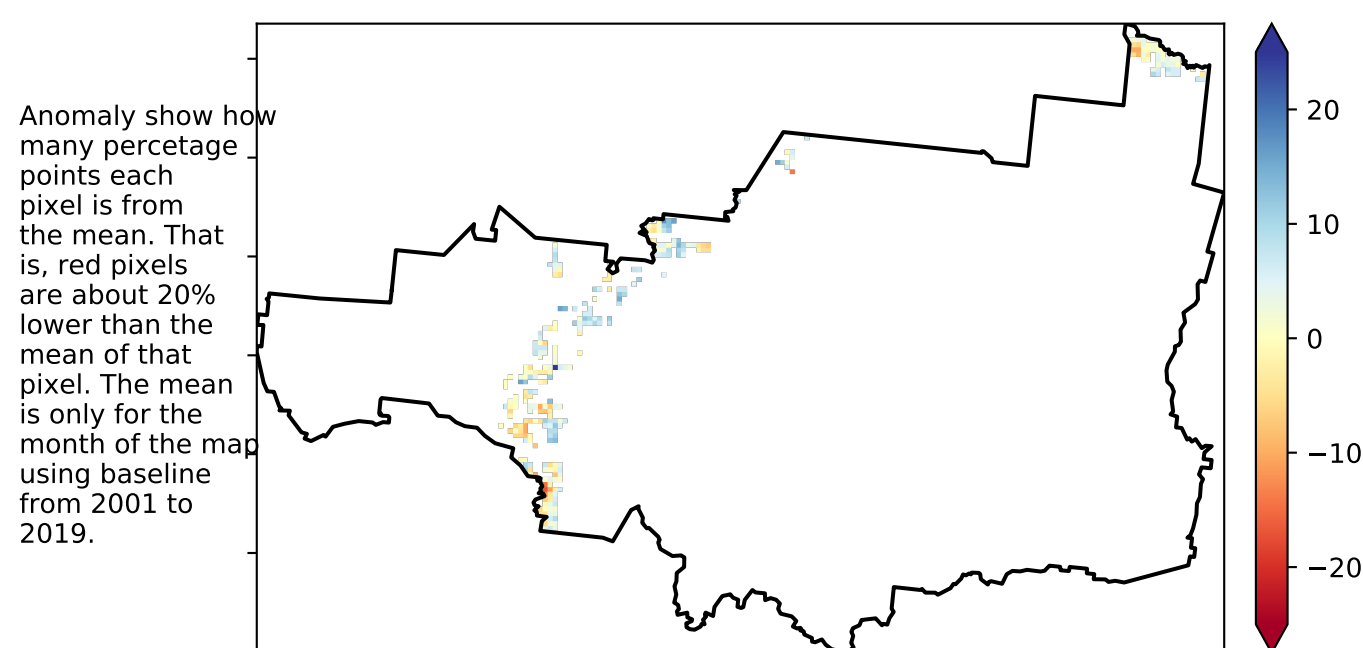 Anomaly show how
many percetage
points each
pixel is from
the mean. That
is, red pixels
are about 20%
lower than the
mean of that
pixel. The mean
is only for the
month of the map
using baseline
from 2001 to
2019.
20
10
0
−10
−20